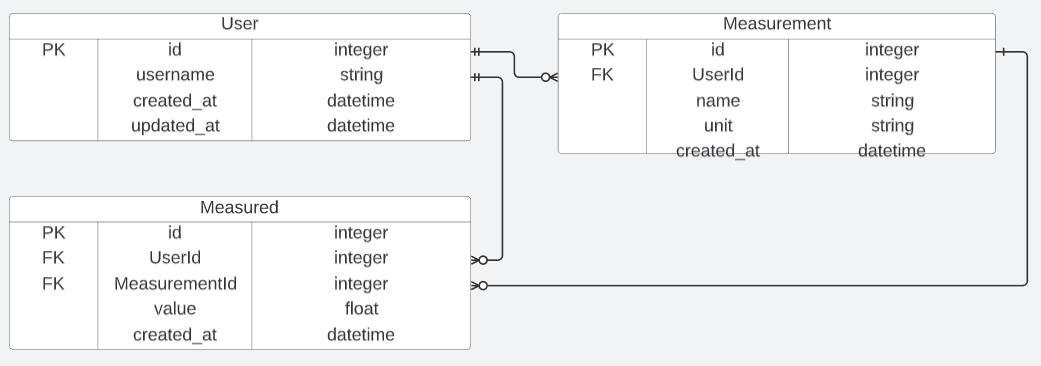 User
PK id integer
username string
created_at datetime
updated_at datetime
Measurement
PK id integer
FK UserId integer
name string
unit string
created_at datetime
Measured
PK id integer
FK UserId integer
FK MeasurementId integer
value float
created_at datetime